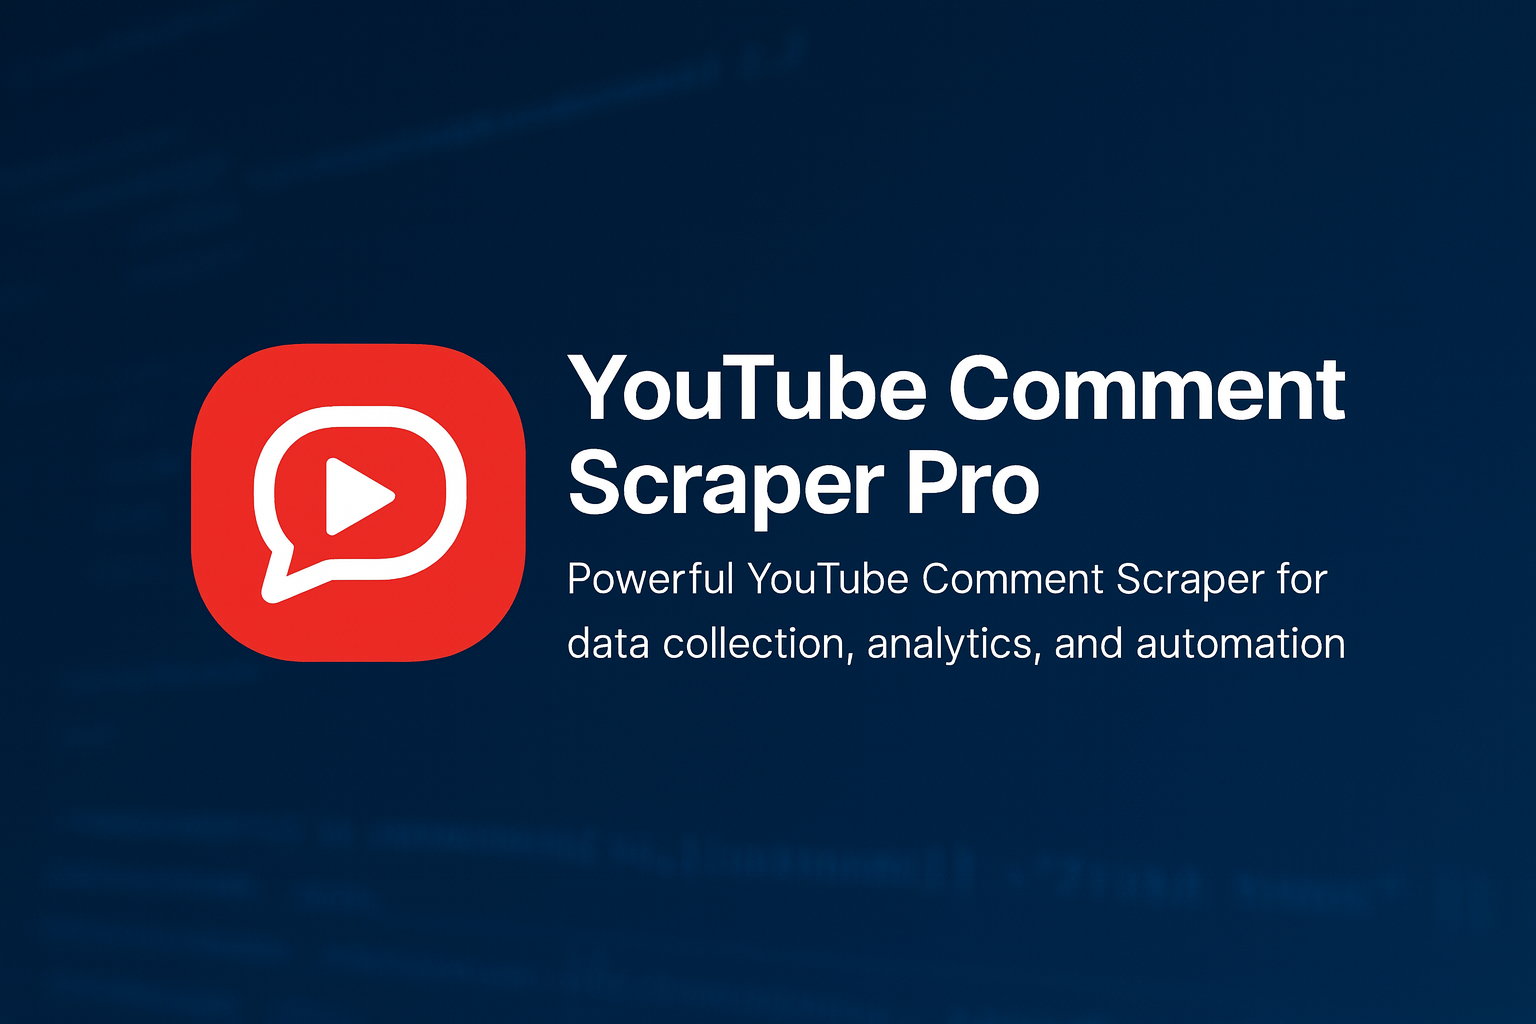 YouTube Comment
Scraper Pro
Powerful YouTube Comment Scraper for
data collection, analytics, and automation